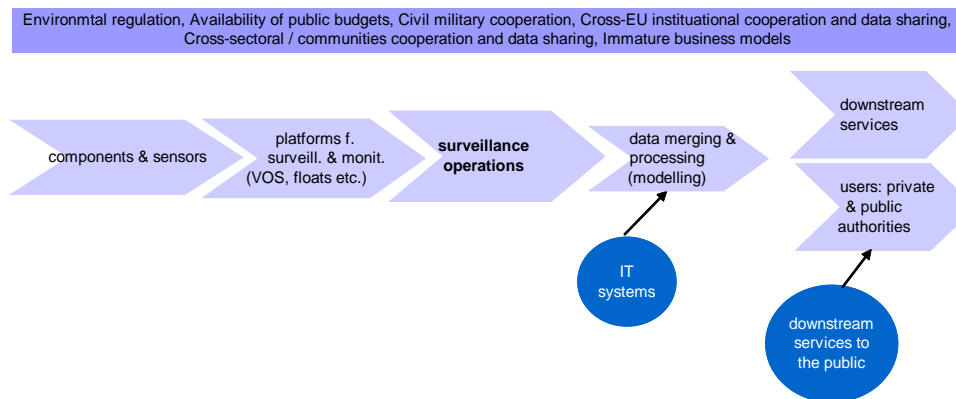 Environmtal regulation, Availability of public budgets, Civil military cooperation, Cross-EU instituational cooperation and data sharing,
Cross-sectoral / communities cooperation and data sharing, Immature business models
components & sensors
platforms f.
surveill. & monit.
(VOS, floats etc.)
surveillance
operations
data merging &
processing
(modelling)
downstream
services
users: private
& public
authorities
IT
systems
downstream
services to
the public